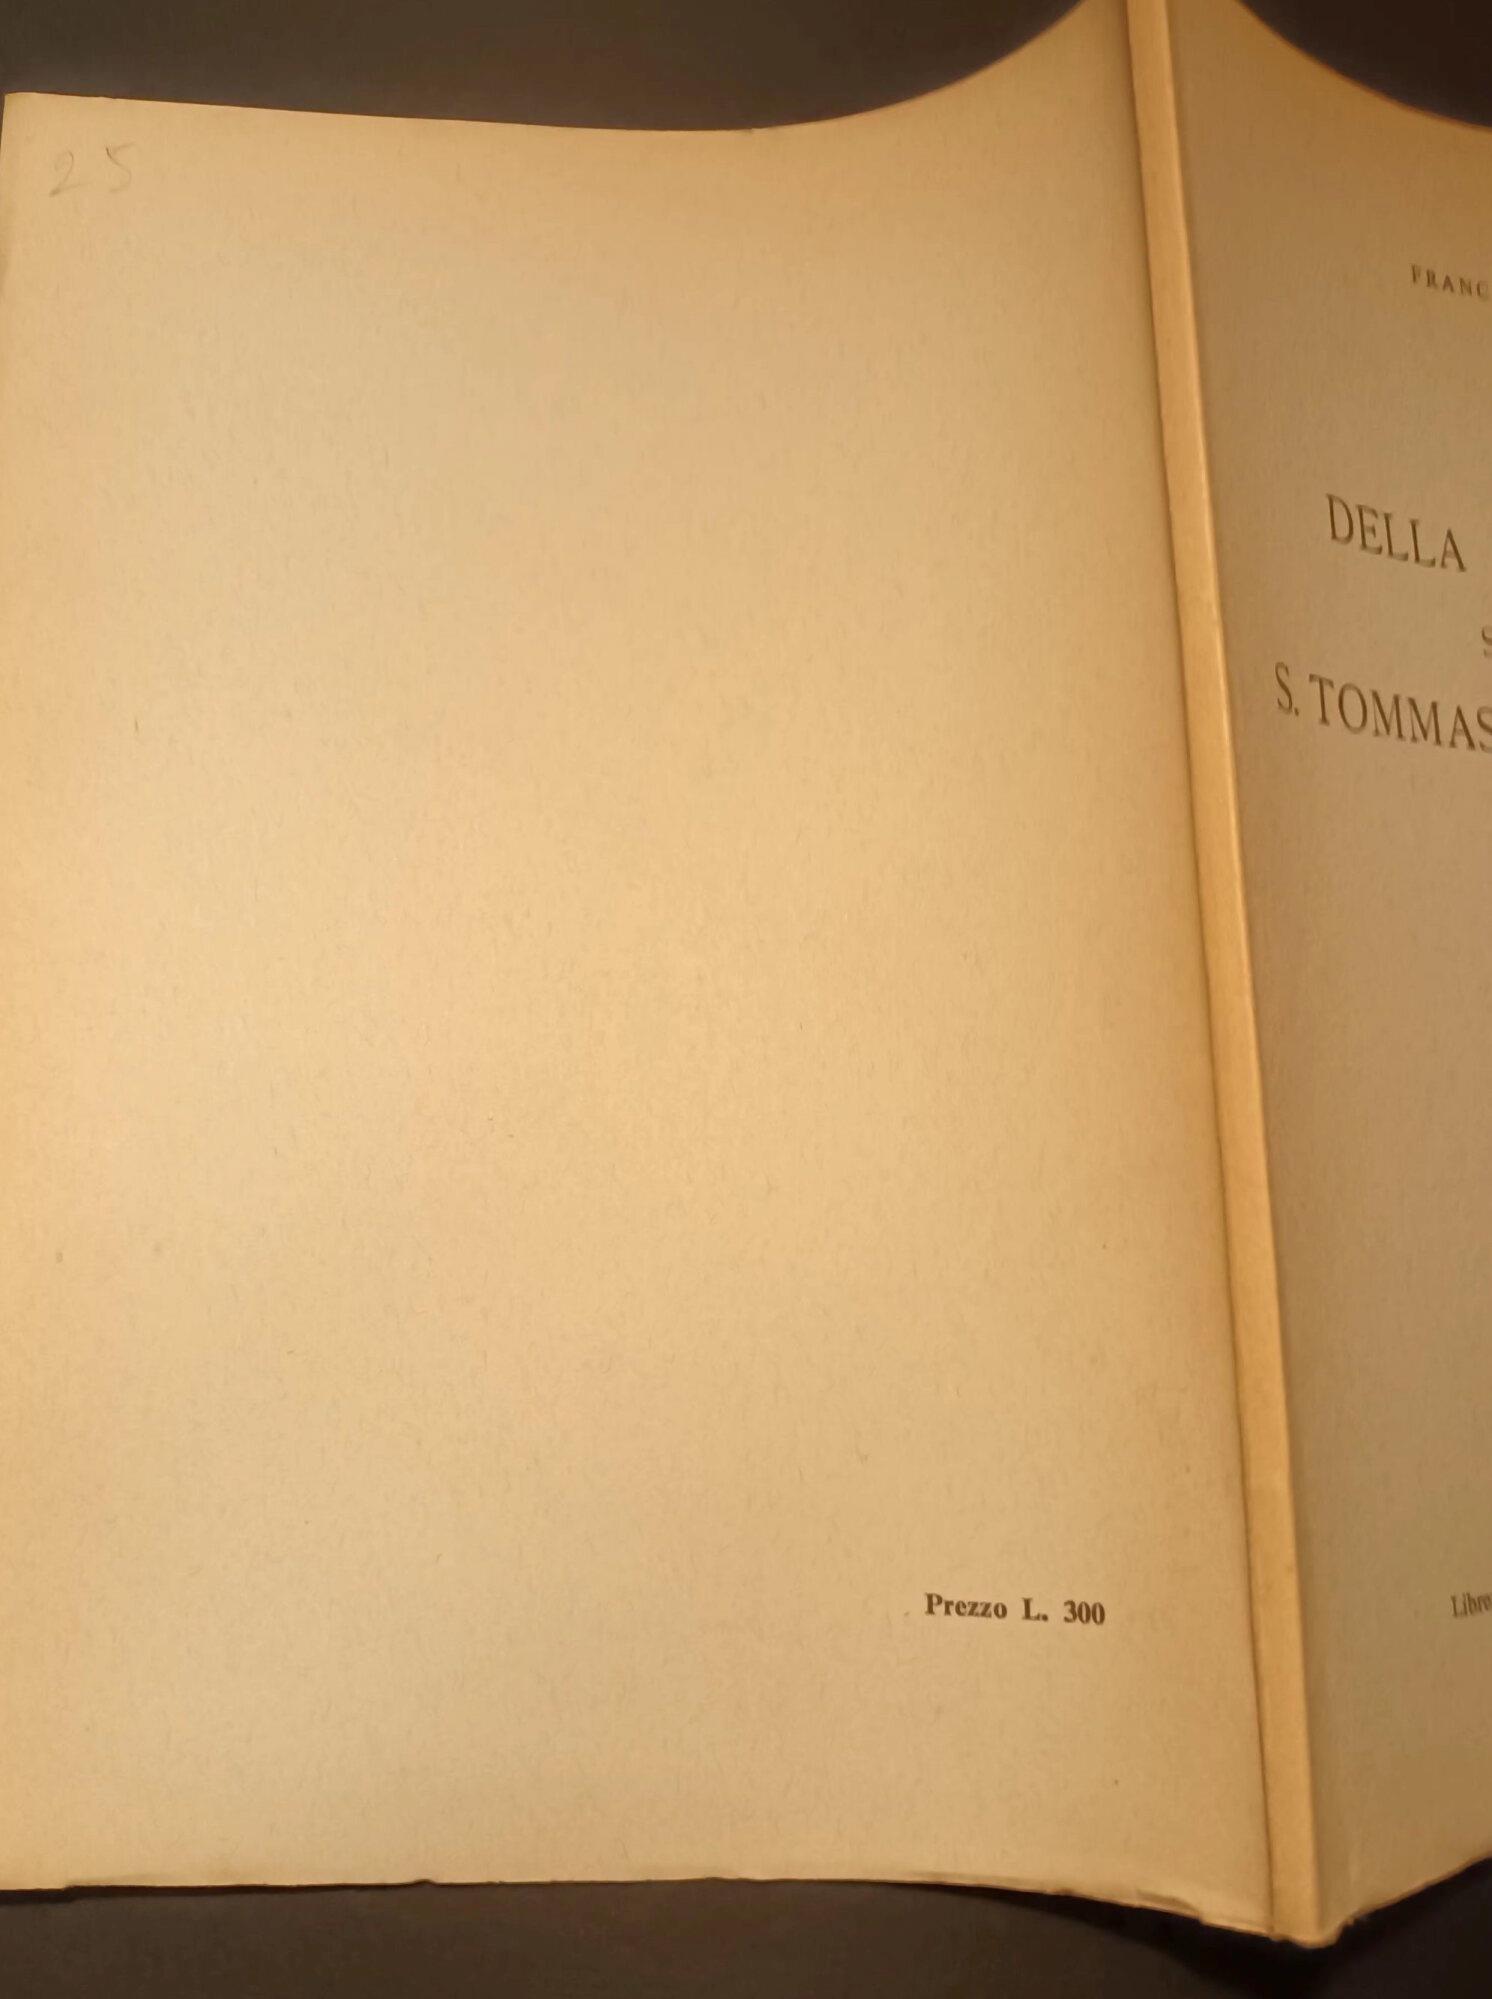 25
Prezzo L. 300
FRANC
DELLA
S. TOMMAS
Libre